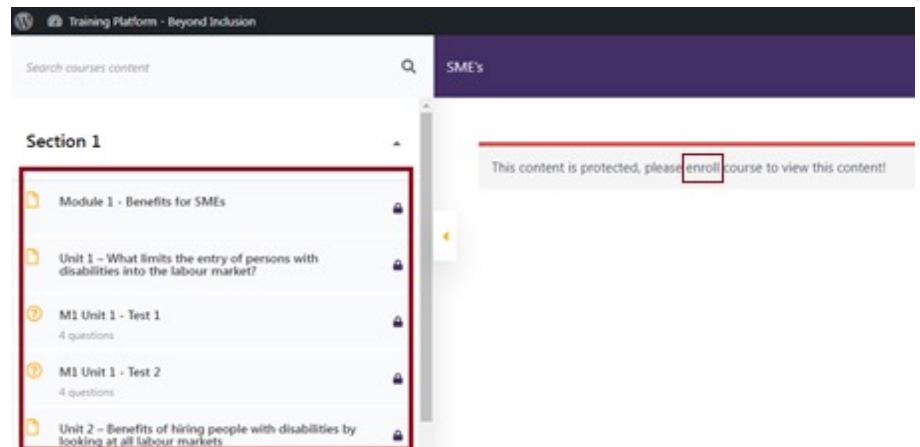 Training Platform - Beyond Inclusion
Search courses content
SME's
Section 1
This content is protected, please enroll course to view this content!
Module 1 - Benefits for SMEs
Unit 1 – What limits the entry of persons with
disabilities into the labour market?
M1 Unit 1 - Test 1
4 questions
M1 Unit 1 - Test 2
4 questions
Unit 2 – Benefits of hiring people with disabilities by
looking at all labour markets